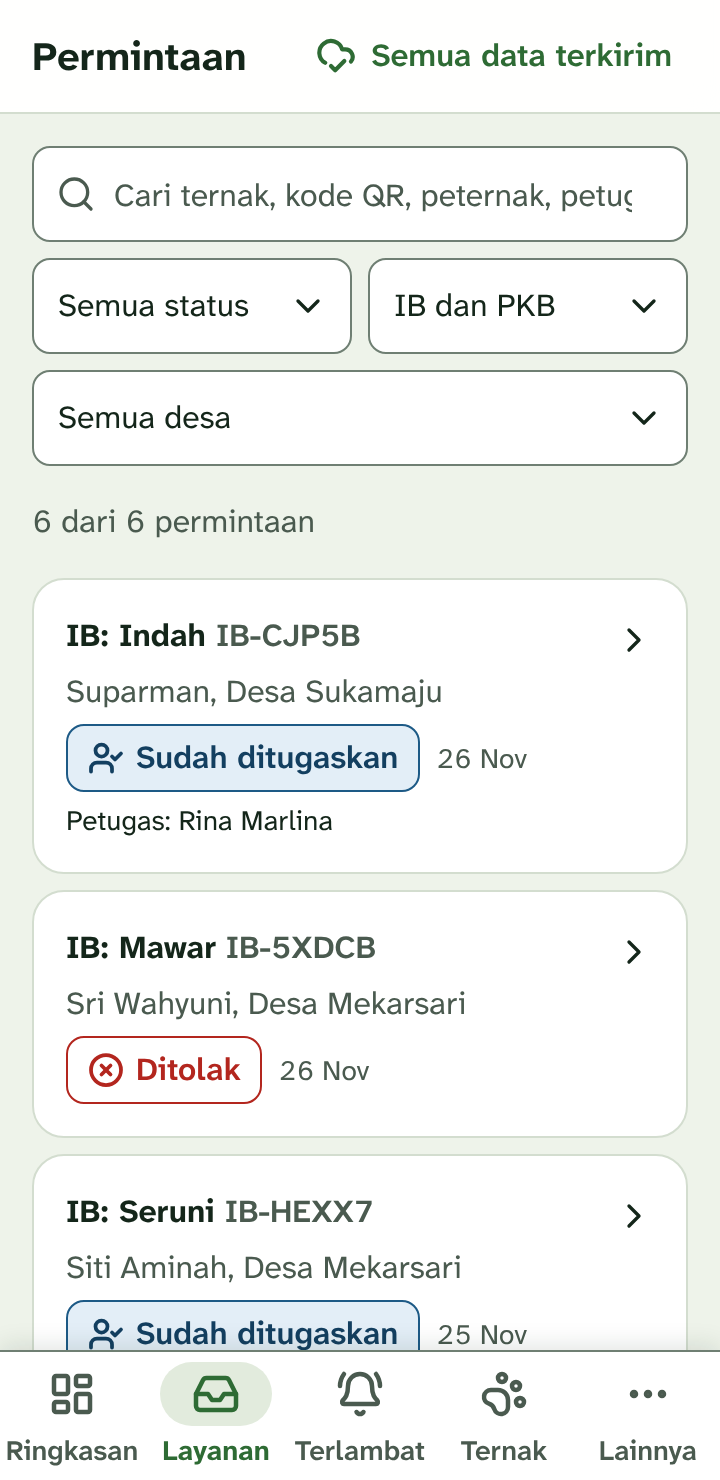 Permintaan
Semua data terkirim
Cari ternak, kode QR, peternak,
Semua status
IB dan PKB
Semua desa
6 dari 6 permintaan
IB: Indah IB-CJP5B
Suparman, Desa Sukamaju
Sudah ditugaskan 26 Nov
Petugas: Rina Marlina
IB: Mawar IB-5XDCB
Sri Wahyuni, Desa Mekarsari
Ditolak 26 Nov
IB: Seruni IB-HEXX7
Siti Aminah, Desa Mekarsari
Sudah ditugaskan 25 Nov
Ringkasan Layanan Terlambat Ternak Lainnya